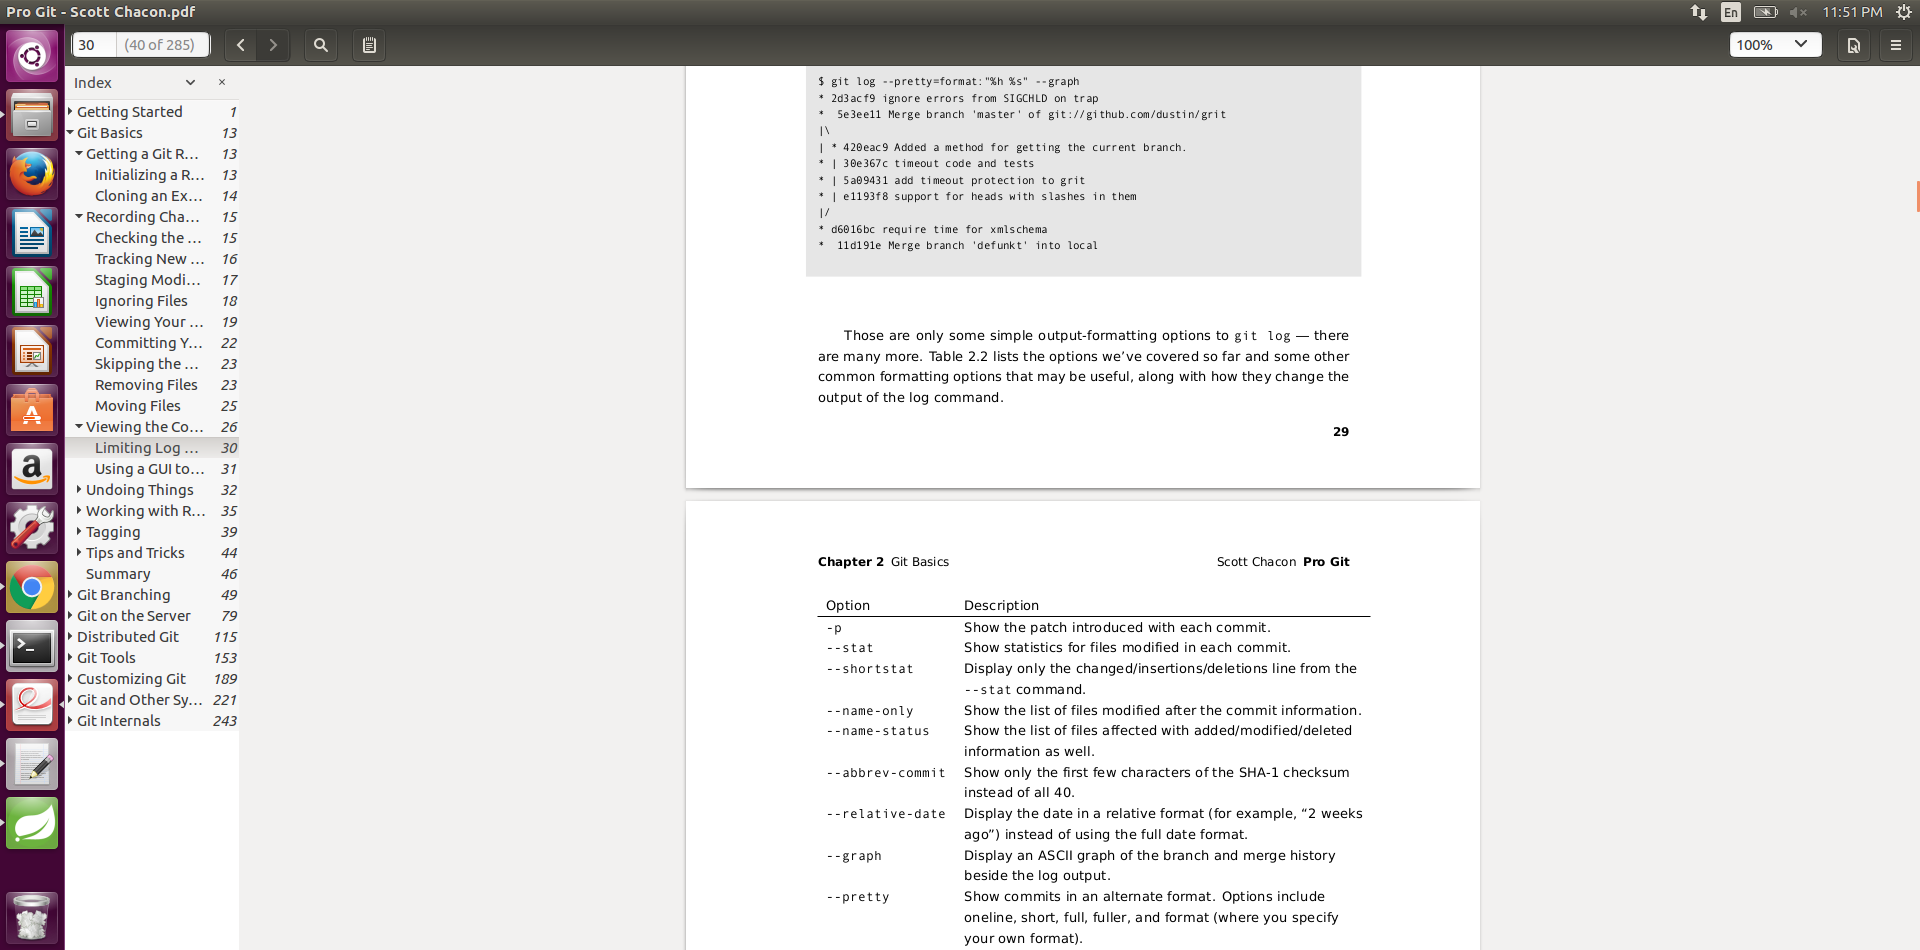 Pro Git - Scott Chacon.pdf
En
11:51 PM
30
(40 of 285)
100%
Index
Getting Started 1
Git Basics 13
Getting a Git R... 13
Initializing a R... 13
Cloning an Ex... 14
Recording Cha... 15
Checking the ... 15
Tracking New ... 16
Staging Modi... 17
Ignoring Files 18
Viewing Your ... 19
Committing Y... 22
Skipping the ... 23
Removing Files 23
Moving Files 25
Viewing the Co... 26
Limiting Log ... 30
Using a GUI to... 31
Undoing Things 32
Working with R... 35
Tagging 39
Tips and Tricks 44
Summary 46
Git Branching 49
Git on the Server 79
Distributed Git 115
Git Tools 153
Customizing Git 189
Git and Other Sy... 221
Git Internals 243
$ git log --pretty=format:"%h %s" --graph
* 2d3acf9 ignore errors from SIGCHLD on trap
*  5e3ee11 Merge branch 'master' of git://github.com/dustin/grit
|\
| * 420eac9 Added a method for getting the current branch.
* | 30e367c timeout code and tests
* | 5a09431 add timeout protection to grit
* | e1193f8 support for heads with slashes in them
|/
* d6016bc require time for xmlschema
*  11d191e Merge branch 'defunkt' into local
Those are only some simple output-formatting options to git log — there
are many more. Table 2.2 lists the options we’ve covered so far and some other
common formatting options that may be useful, along with how they change the
output of the log command.
29
Chapter 2 Git Basics
Scott Chacon Pro Git
Option Description
-p Show the patch introduced with each commit.
--stat Show statistics for files modified in each commit.
--shortstat Display only the changed/insertions/deletions line from the
--stat command.
--name-only Show the list of files modified after the commit information.
--name-status Show the list of files affected with added/modified/deleted
information as well.
--abbrev-commit Show only the first few characters of the SHA-1 checksum
instead of all 40.
--relative-date Display the date in a relative format (for example, “2 weeks
ago”) instead of using the full date format.
--graph Display an ASCII graph of the branch and merge history
beside the log output.
--pretty Show commits in an alternate format. Options include
oneline, short, full, fuller, and format (where you specify
your own format).